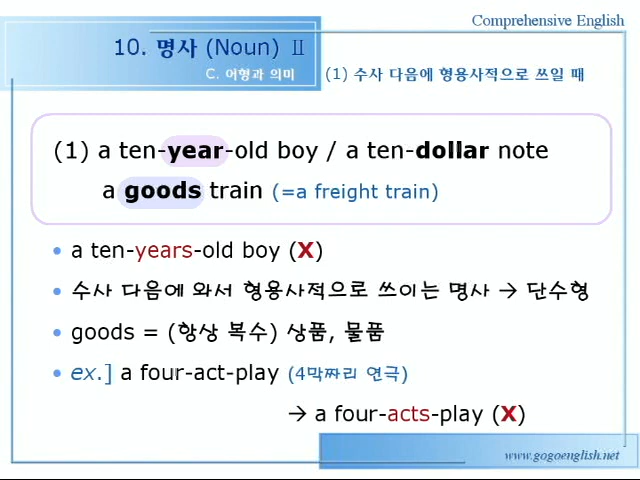 Comprehensive English
10. 명사 (Noun) Ⅱ
C. 어형과 의미
(1) 수사 다음에 형용사적으로 쓰일 때
(1) a ten-year-old boy / a ten-dollar note
a goods train (=a freight train)
• a ten-years-old boy (X)
• 수사 다음에 와서 형용사적으로 쓰이는 명사 → 단수형
• goods = (항상 복수) 상품, 물품
• ex.] a four-act-play (4막짜리 연극)
→ a four-acts-play (X)
www.gogoenglish.net